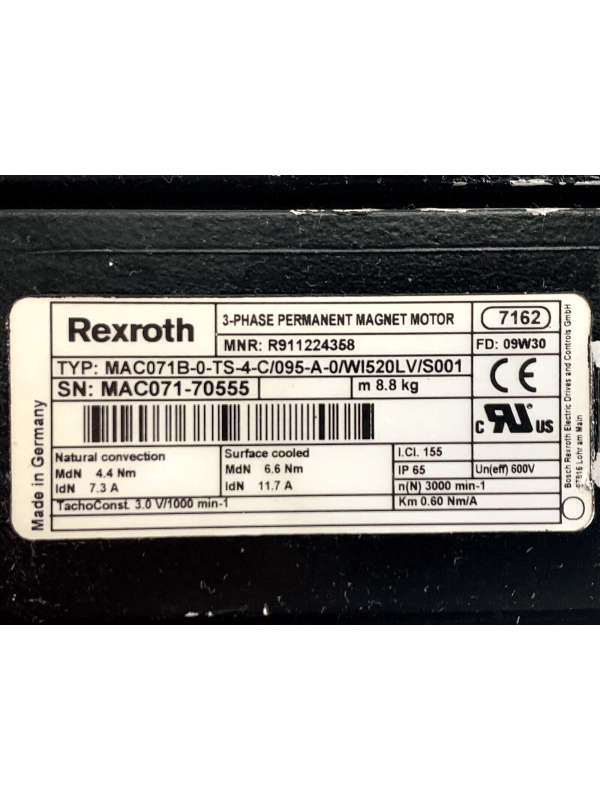 Rexroth
3-PHASE PERMANENT MAGNET MOTOR
7162
MNR: R911224358
FD: 09W30
TYP: MAC071B-0-TS-4-C/095-A-0/WI520LV/S001
SN: MAC071-70555
m 8.8 kg
CE
c RU US
Natural convection
MdN 4.4 Nm
IdN 7.3 A
Surface cooled
MdN 6.6 Nm
IdN 11.7 A
I.Cl. 155
IP 65
Un(eff) 600V
n(N) 3000 min-1
TachoConst. 3.0 V/1000 min-1
Km 0.60 Nm/A
Made in Germany
Bosch Rexroth Electric Drives and Controls GmbH
97816 Lohr am Main